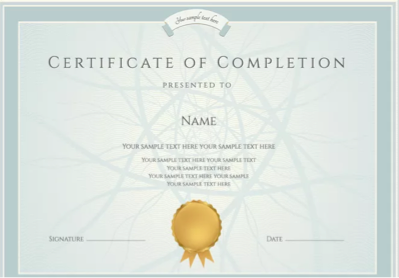 Your sample text here
CERTIFICATE OF COMPLETION
PRESENTED TO
NAME
YOUR SAMPLE TEXT HERE YOUR SAMPLE TEXT HERE
YOUR SAMPLE TEXT HERE YOUR SAMPLE TEXT
YOUR SAMPLE TEXT HERE
YOUR SAMPLE TEXT HERE YOUR SAMPLE
YOUR SAMPLE TEXT HERE
SIGNATURE
DATE